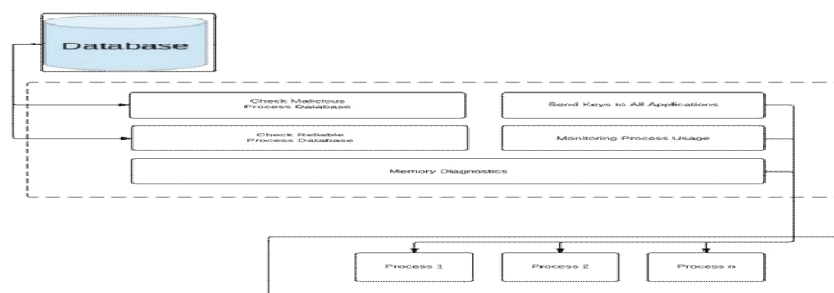 Database
Check Malicious
Process Database
Send Keys to All Applications
Check Reliable
Process Database
Monitoring Process Usage
Memory Diagnostics
Process 1
Process 2
Process n